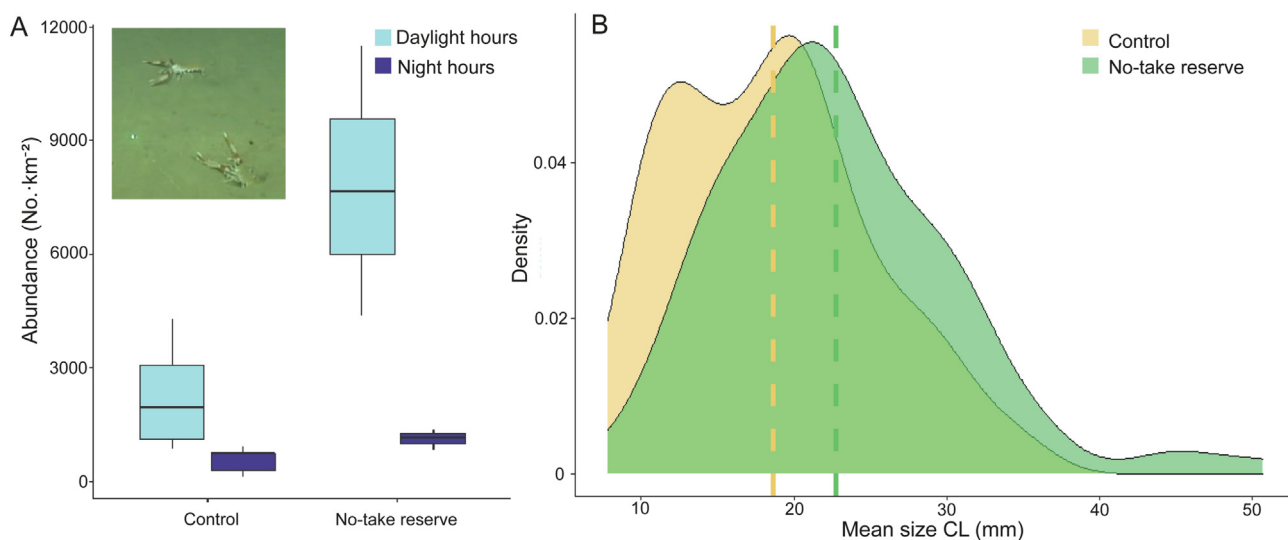 A
12000
9000
6000
3000
0
Abundance (No.·km⁻²)
Daylight hours
Night hours
Control
No-take reserve
B
0.04
0.02
0
Density
Control
No-take reserve
10
20
30
40
50
Mean size CL (mm)